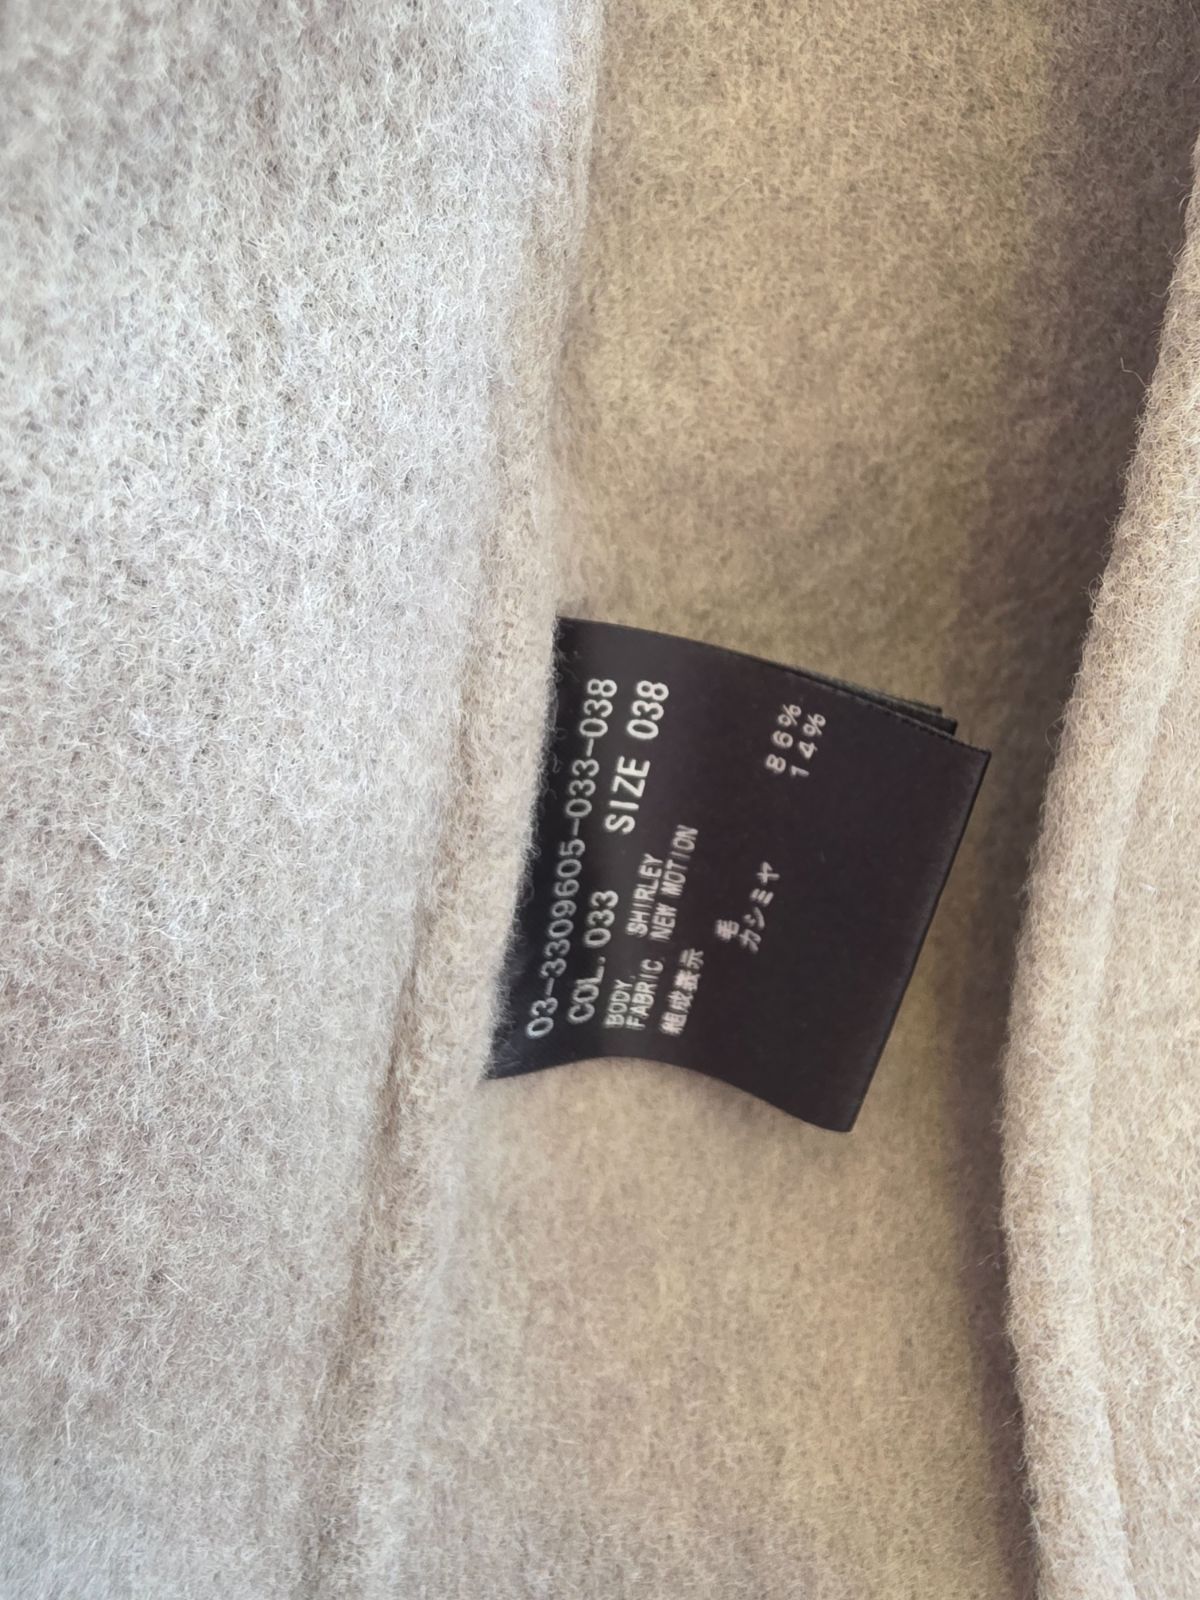 03-3309605-033-038
COL. 033 SIZE 038
BODY. SHIRLEY
FABRIC. NEW MOTION
組成表示
毛 86%
カシミヤ 14%